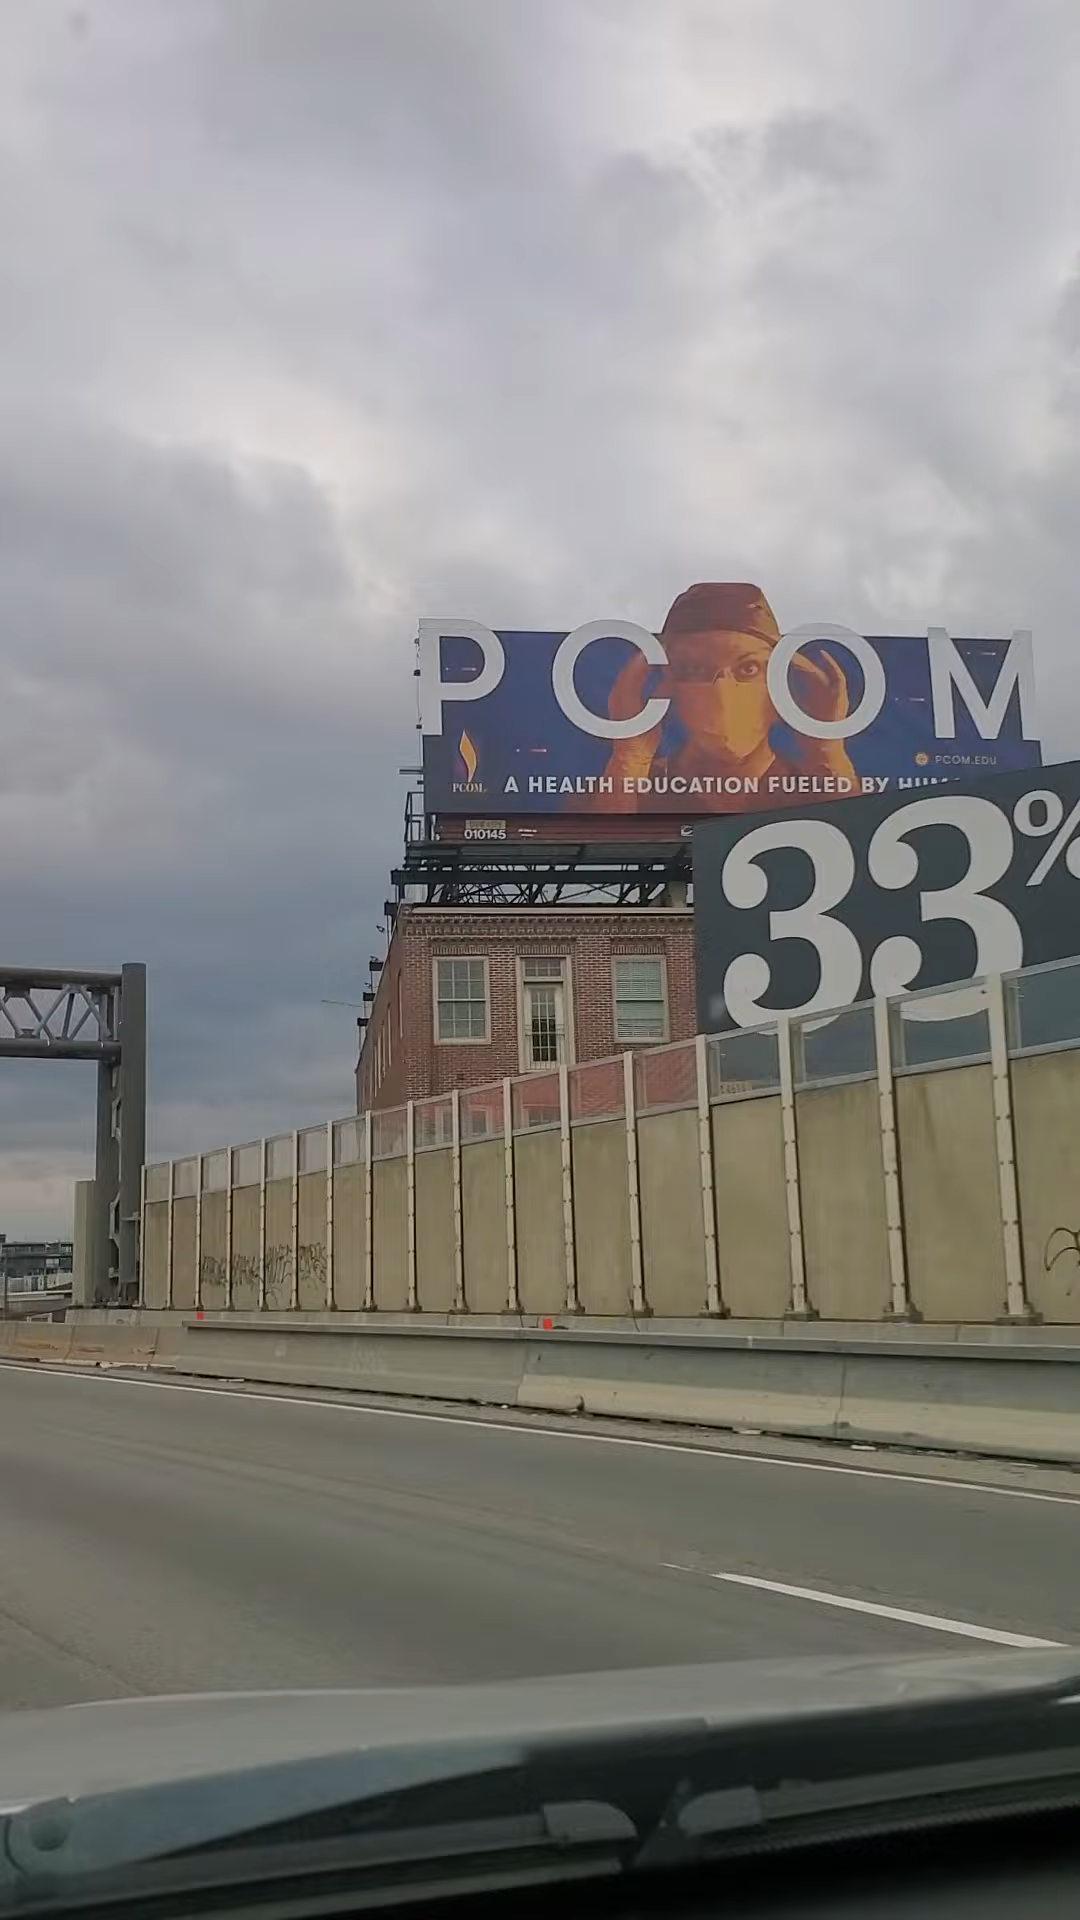 PCOM
PCOM.EDU
PCOM
A HEALTH EDUCATION FUELED BY
010145
33%